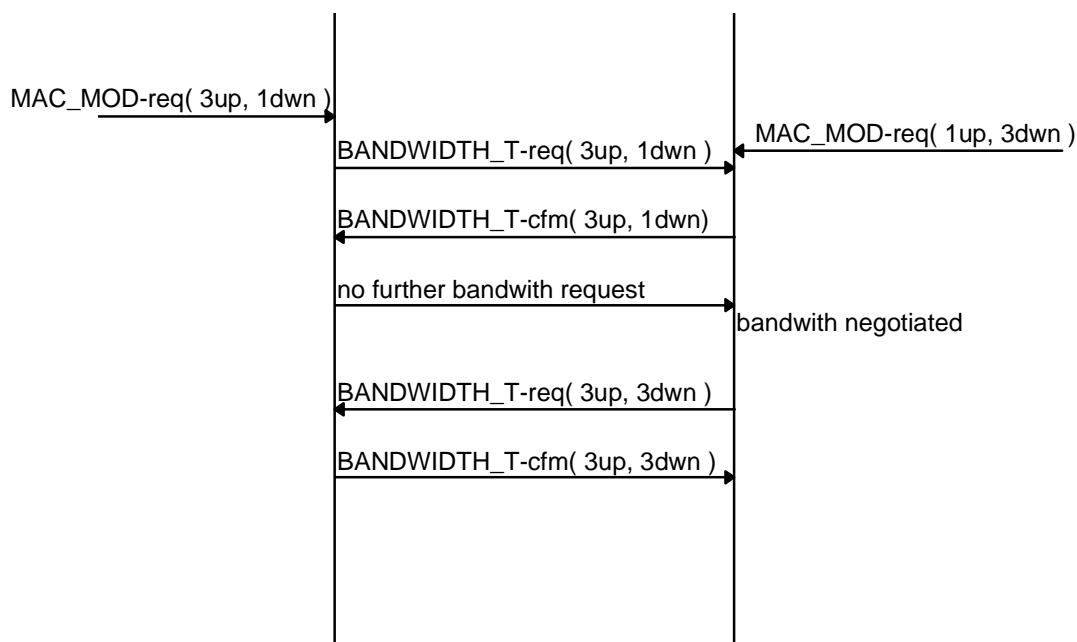 MAC_MOD-req( 3up, 1dwn )
MAC_MOD-req( 1up, 3dwn )
BANDWIDTH_T-req( 3up, 1dwn )
BANDWIDTH_T-cfm( 3up, 1dwn)
no further bandwith request
bandwith negotiated
BANDWIDTH_T-req( 3up, 3dwn )
BANDWIDTH_T-cfm( 3up, 3dwn )